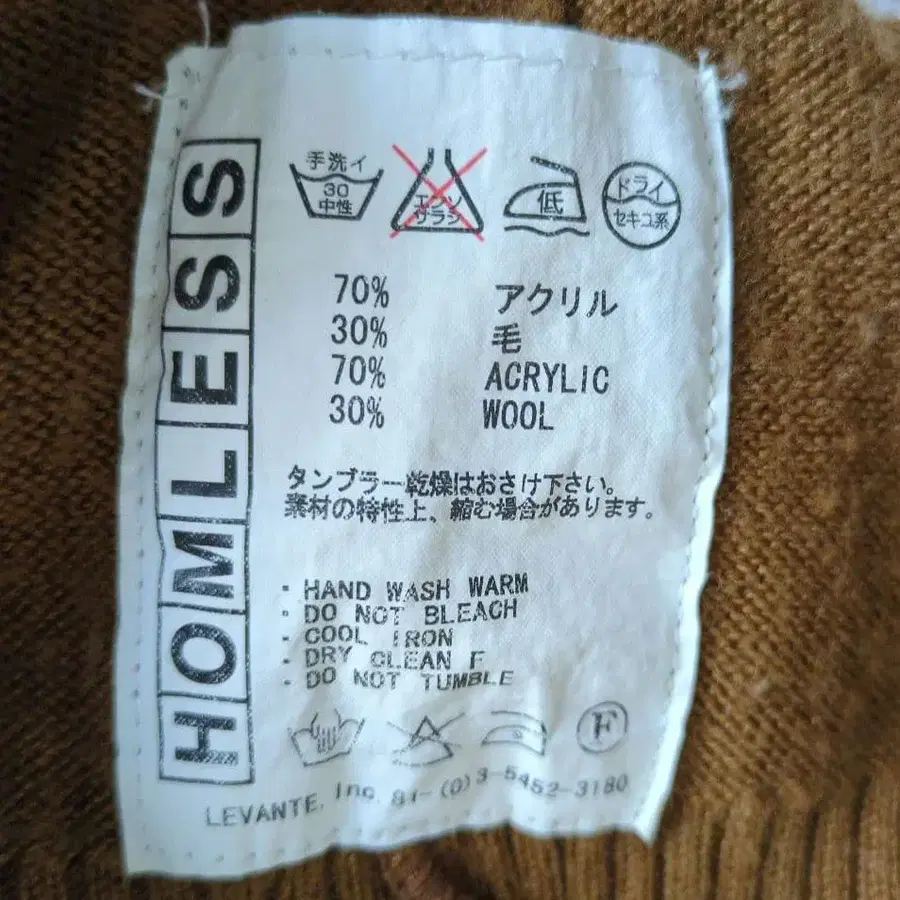 HOMLESS
手洗イ
30
中性
エンソ
サラシ
低
ドライ
セキユ系
70% アクリル
30% 毛
70% ACRYLIC
30% WOOL
タンブラー乾燥はおさけ下さい。
素材の特性上、縮む場合があります。
・HAND WASH WARM
・DO NOT BLEACH
・COOL IRON
・DRY CLEAN F
・DO NOT TUMBLE
F
LEVANTE, Inc. 81-(0)3-5452-3180